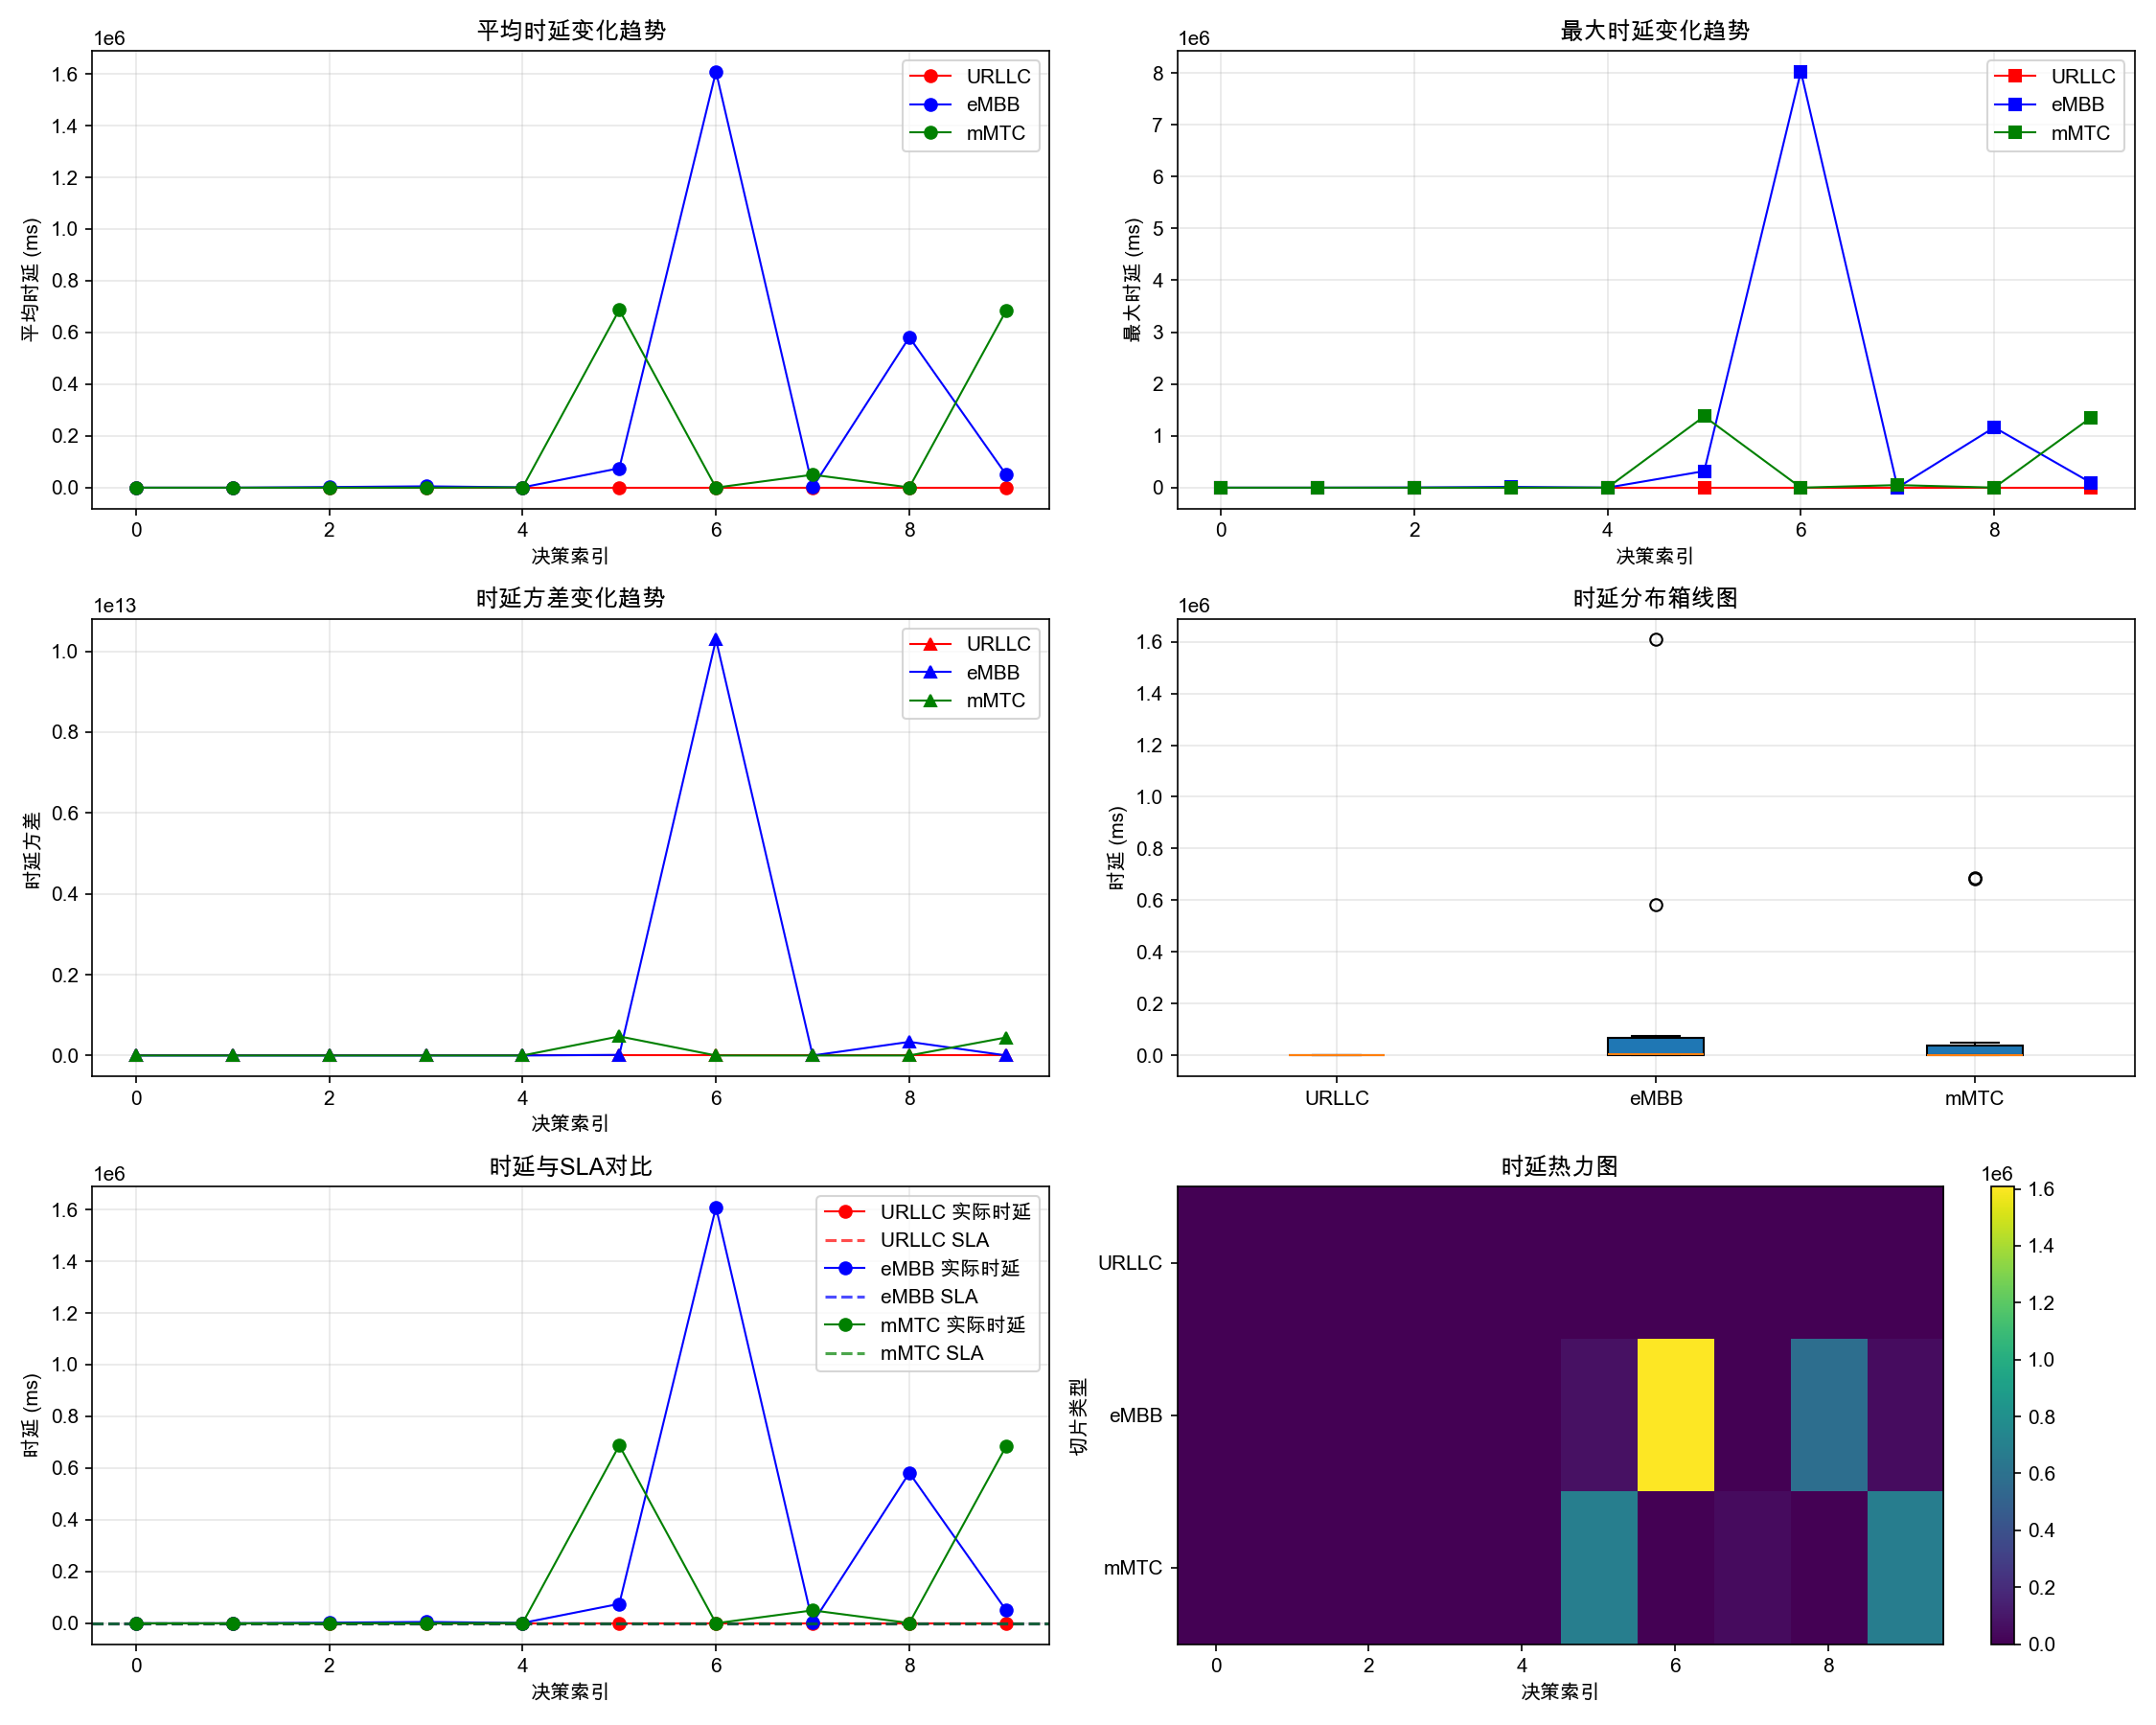 平均时延变化趋势
1e6
1.6
1.4
1.2
1.0
0.8
0.6
0.4
0.2
0.0
平均时延 (ms)
0 2 4 6 8
决策索引
URLLC
eMBB
mMTC
最大时延变化趋势
1e6
8
7
6
5
4
3
2
1
0
最大时延 (ms)
0 2 4 6 8
决策索引
URLLC
eMBB
mMTC
时延方差变化趋势
1e13
1.0
0.8
0.6
0.4
0.2
0.0
时延方差
0 2 4 6 8
决策索引
URLLC
eMBB
mMTC
时延分布箱线图
1e6
1.6
1.4
1.2
1.0
0.8
0.6
0.4
0.2
0.0
时延 (ms)
URLLC eMBB mMTC
时延与SLA对比
1e6
1.6
1.4
1.2
1.0
0.8
0.6
0.4
0.2
0.0
时延 (ms)
0 2 4 6 8
决策索引
URLLC 实际时延
URLLC SLA
eMBB 实际时延
eMBB SLA
mMTC 实际时延
mMTC SLA
时延热力图
URLLC
eMBB
mMTC
切片类型
0 2 4 6 8
决策索引
1e6
1.6
1.4
1.2
1.0
0.8
0.6
0.4
0.2
0.0